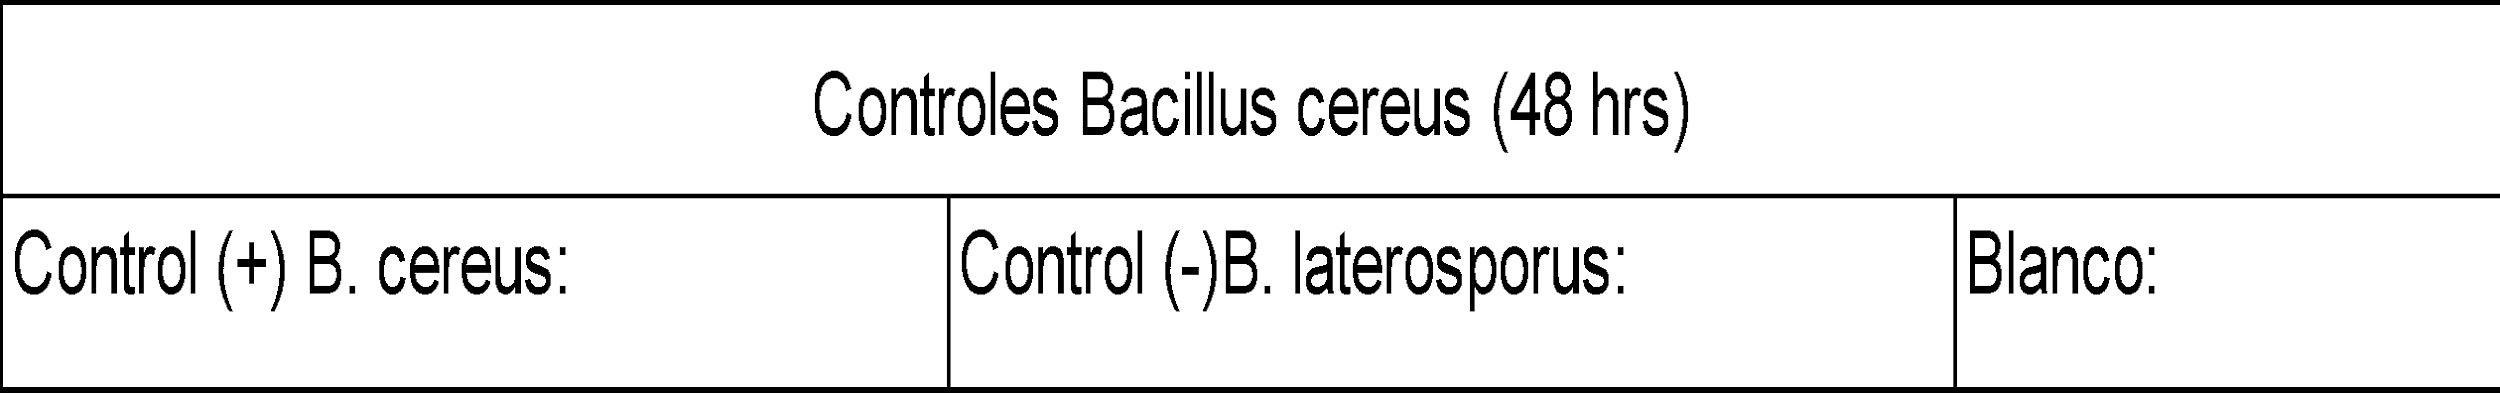 Controles Bacillus cereus (48 hrs)
Control (+) B. cereus:
Control (-)B. laterosporus:
Blanco: